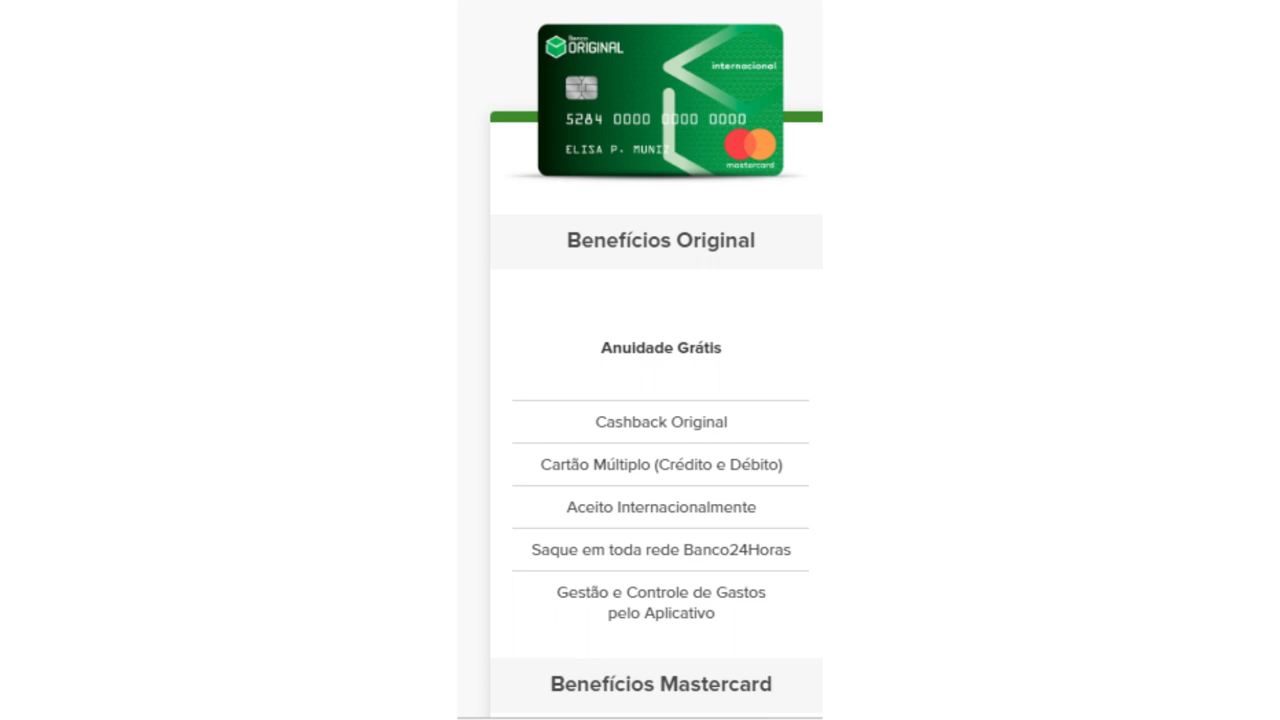 Banco
ORIGINAL
internacional
5284 0000 0000 0000
ELISA P. MUNIZ
mastercard
Benefícios Original
Anuidade Grátis
Cashback Original
Cartão Múltiplo (Crédito e Débito)
Aceito Internacionalmente
Saque em toda rede Banco24Horas
Gestão e Controle de Gastos
pelo Aplicativo
Benefícios Mastercard